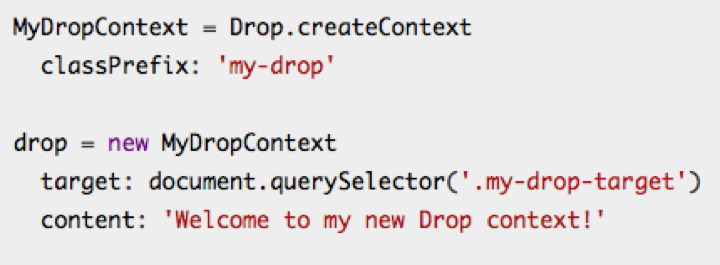 MyDropContext = Drop.createContext
  classPrefix: 'my-drop'

drop = new MyDropContext
  target: document.querySelector('.my-drop-target')
  content: 'Welcome to my new Drop context!'